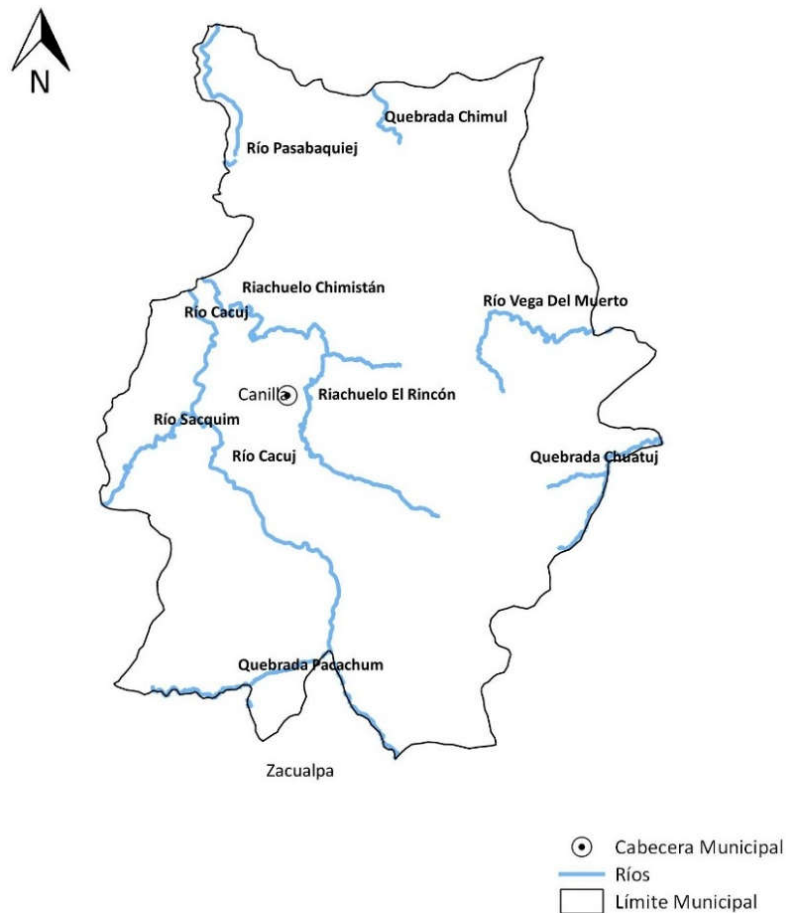 N
Quebrada Chimul
Río Pasabaquiej
Riachuelo Chimistán
Río Vega Del Muerto
Río Cacuj
Canilla
Riachuelo El Rincón
Río Sacquim
Río Cacuj
Quebrada Chuatuj
Quebrada Pacachum
Zacualpa
Cabecera Municipal
Ríos
Límite Municipal